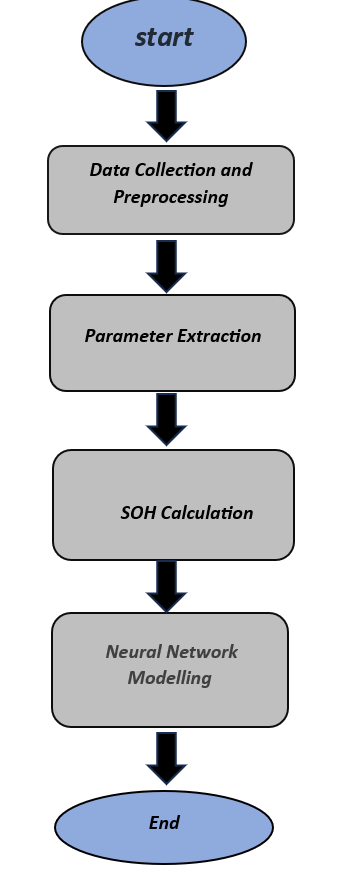 start
Data Collection and
Preprocessing
Parameter Extraction
SOH Calculation
Neural Network
Modelling
End